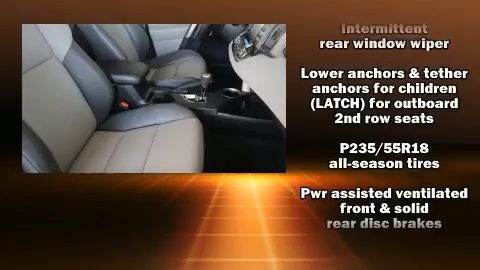 Intermittent
rear window wiper
Lower anchors & tether
anchors for children
(LATCH) for outboard
2nd row seats
P235/55R18
all-season tires
Pwr assisted ventilated
front & solid
rear disc brakes